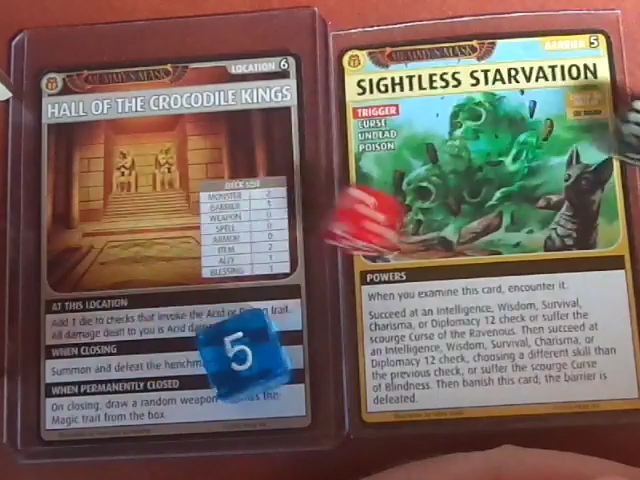 MUMMY'S MASK
LOCATION 6
HALL OF THE CROCODILE KINGS
DECK LIST
MONSTER 2
BARRIER
WEAPON 0
SPELL 0
ARMOR 0
ITEM 2
ALLY 1
BLESSING 1
AT THIS LOCATION
Add 1 die to checks that invoke the Acid or trait.
all damage dealt to you is Acid
WHEN CLOSING
Summon and defeat the henchm
WHEN PERMANENTLY CLOSED
On closing, draw a random weapon the
Magic trait from the box.
5
MUMMY'S MASK
BARRIER 5
SIGHTLESS STARVATION
TRIGGER
CURSE
UNDEAD
POISON
POWERS
When you examine this card, encounter it.
Succeed at an Intelligence, Wisdom, Survival,
Charisma, or Diplomacy 12 check or suffer the
scourge Curse of the Ravenous. Then succeed at
an Intelligence, Wisdom, Survival, Charisma, or
Diplomacy 12 check, choosing a different skill than
the previous check, or suffer the scourge Curse
of Blindness. Then banish this card; the barrier is
defeated.